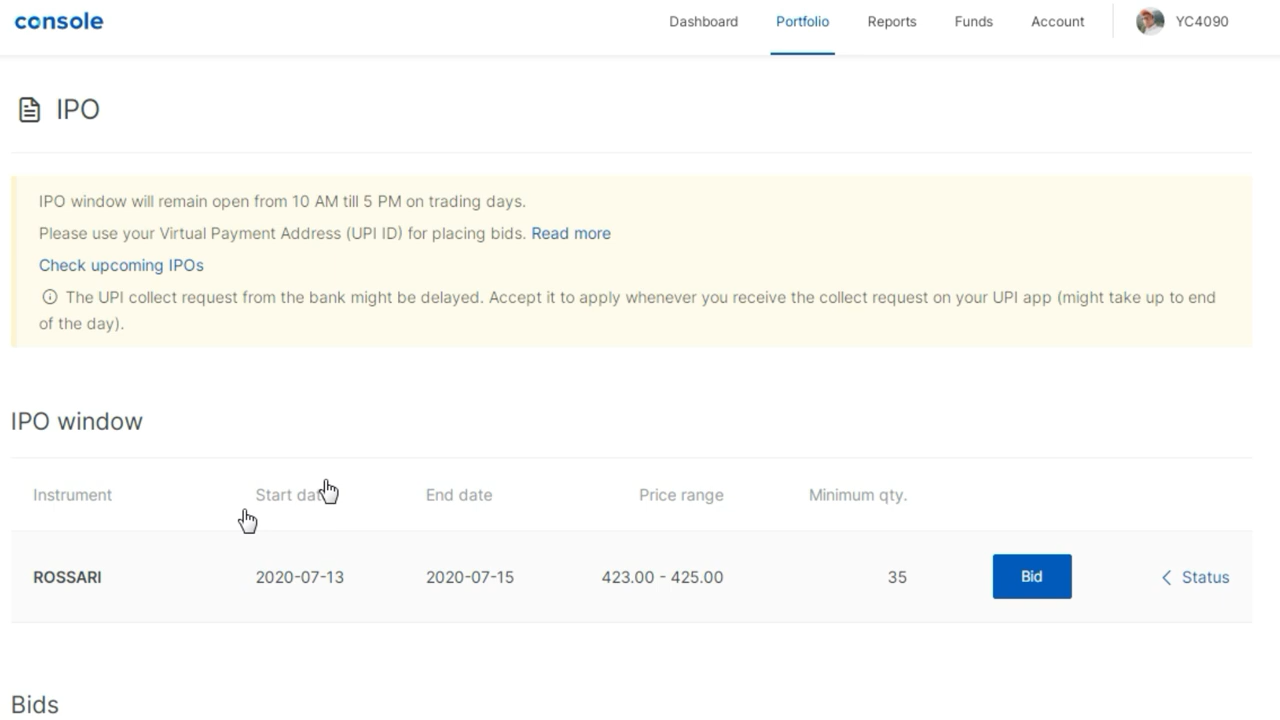 console Dashboard Portfolio Reports Funds Account YC4090
IPO
IPO window will remain open from 10 AM till 5 PM on trading days.
Please use your Virtual Payment Address (UPI ID) for placing bids. Read more
Check upcoming IPOs
The UPI collect request from the bank might be delayed. Accept it to apply whenever you receive the collect request on your UPI app (might take up to end
of the day).
IPO window
Instrument Start date End date Price range Minimum qty.
ROSSARI 2020-07-13 2020-07-15 423.00 - 425.00 35 Bid Status
Bids